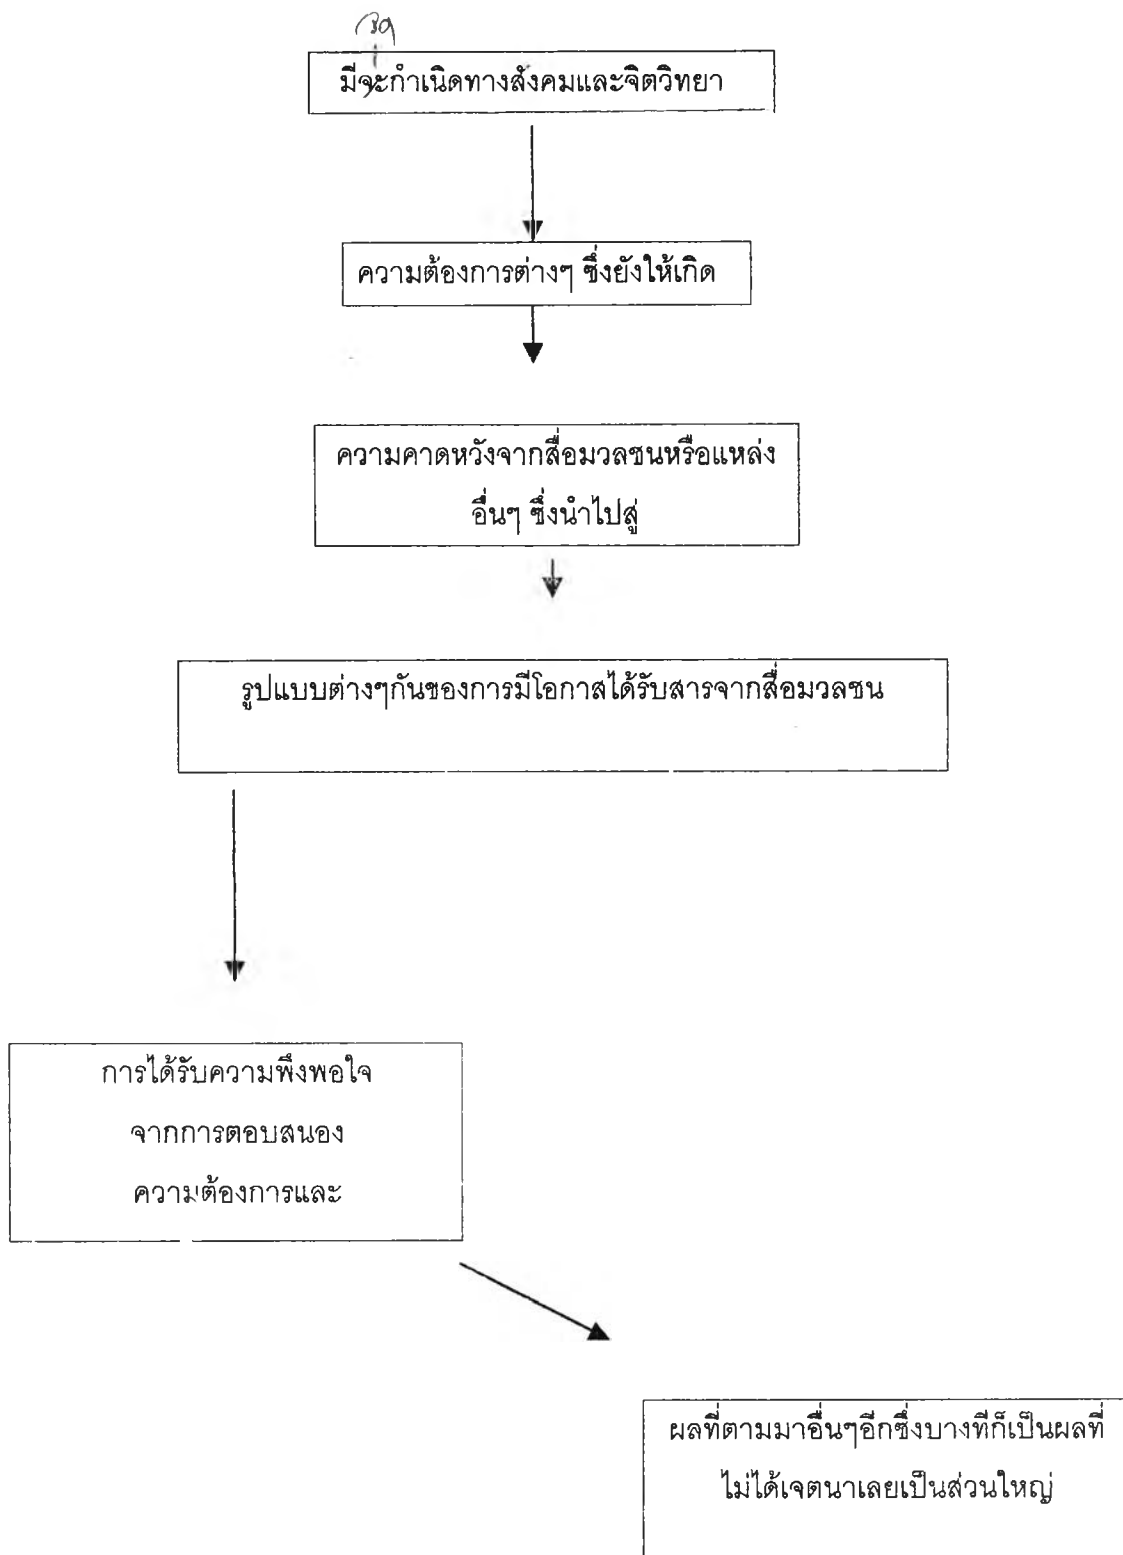 มีจะกำเนิดทางสังคมและจิตวิทยา
ความต้องการต่างๆ ซึ่งยังให้เกิด
ความคาดหวังจากสื่อมวลชนหรือแหล่ง
อื่นๆ ซึ่งนำไปสู่
รูปแบบต่างๆกันของการมีโอกาสได้รับสารจากสื่อมวลชน
การได้รับความพึงพอใจ
จากการตอบสนอง
ความต้องการและ
ผลที่ตามมาอื่นๆอีกซึ่งบางทีก็เป็นผลที่
ไม่ได้เจตนาเลยเป็นส่วนใหญ่